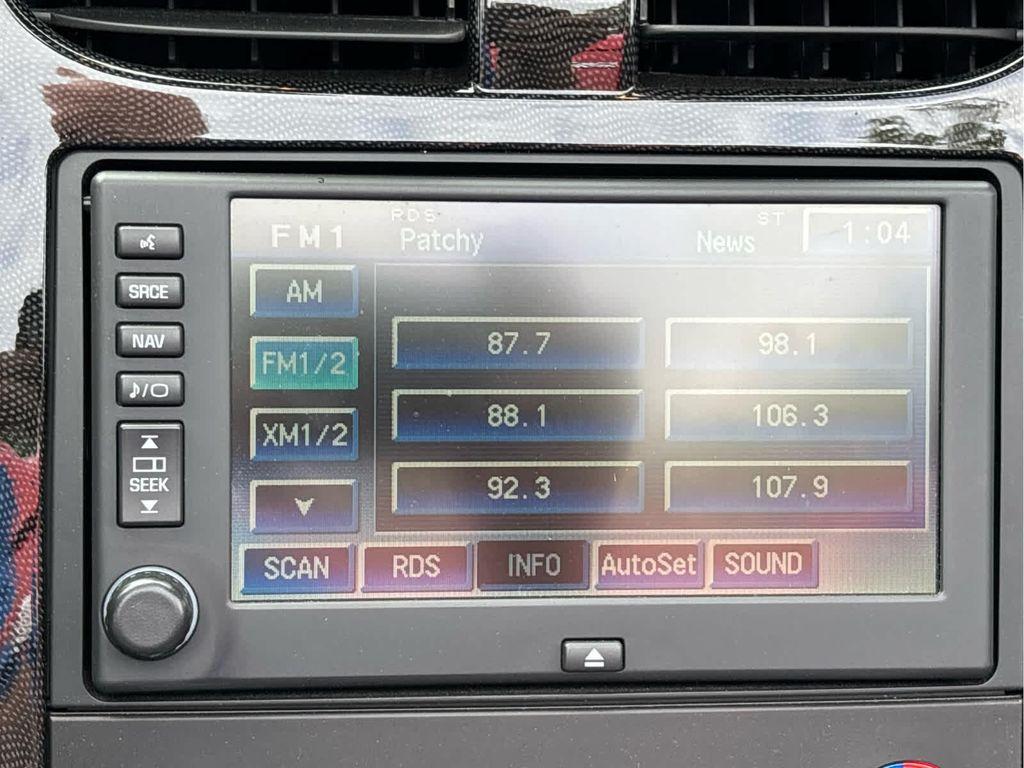 RDS
ST
FM1
Patchy
News
1:04
AM
87.7
98.1
SRCE
NAV
FM1/2
88.1
106.3
XM1/2
92.3
107.9
SEEK
SCAN
RDS
INFO
AutoSet
SOUND